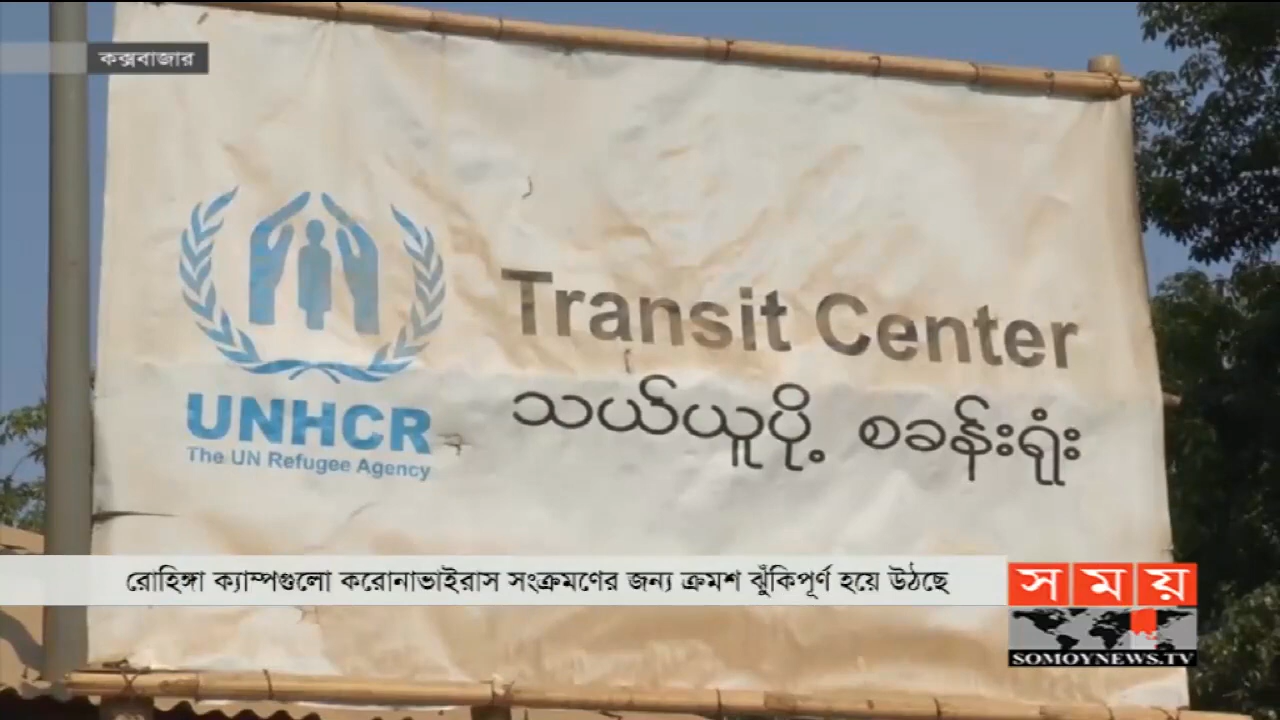 কক্সবাজার
Transit Center
သယ်ယူပို့ စခန်းရုံး
UNHCR
The UN Refugee Agency
রোহিঙ্গা ক্যাম্পগুলো করোনাভাইরাস সংক্রমণের জন্য ক্রমশ ঝুঁকিপূর্ণ হয়ে উঠছে
সময়
SOMOYNEWS.TV